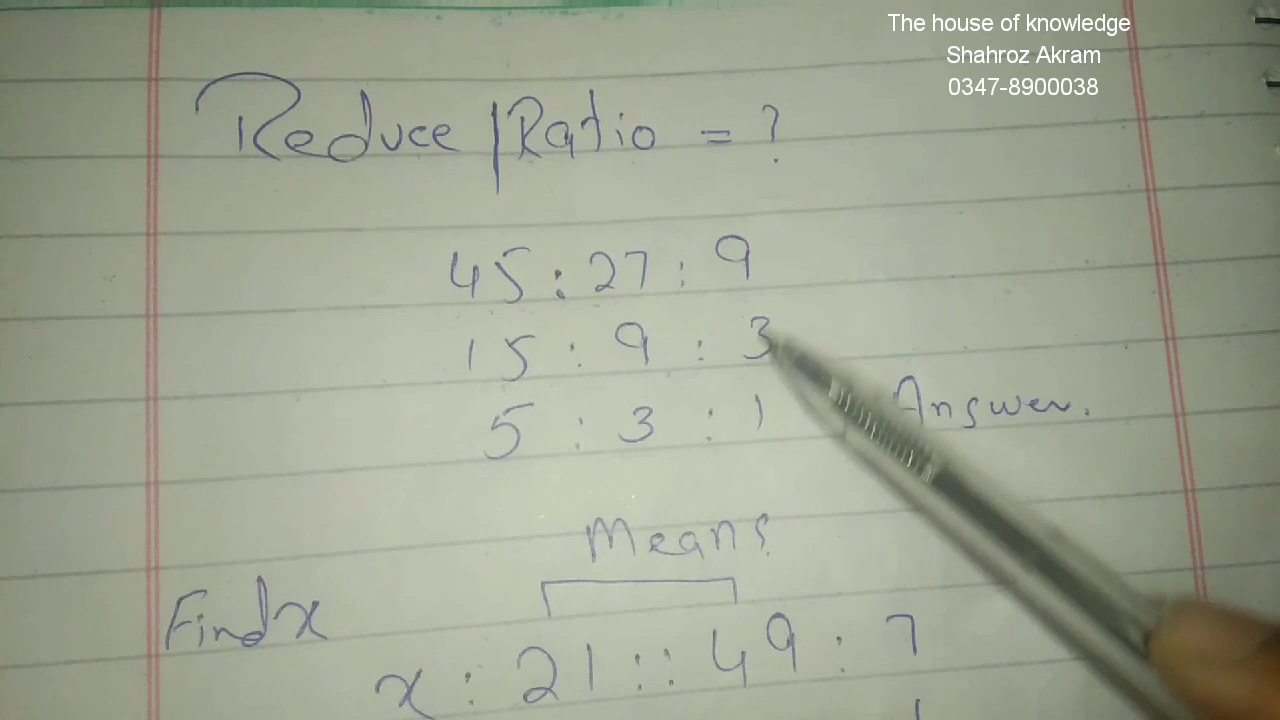 The house of knowledge
Shahroz Akram
0347-8900038
Reduce / Ratio = ?
45 : 27 : 9
15 : 9 : 3
5 : 3 : 1 Answer.
Means
Find x
x : 21 :: 49 : 7